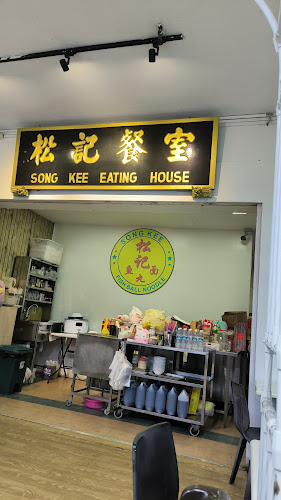 松記餐室
SONG KEE EATING HOUSE
SONG KEE
松記
魚丸面
FISH-BALL NOODLE